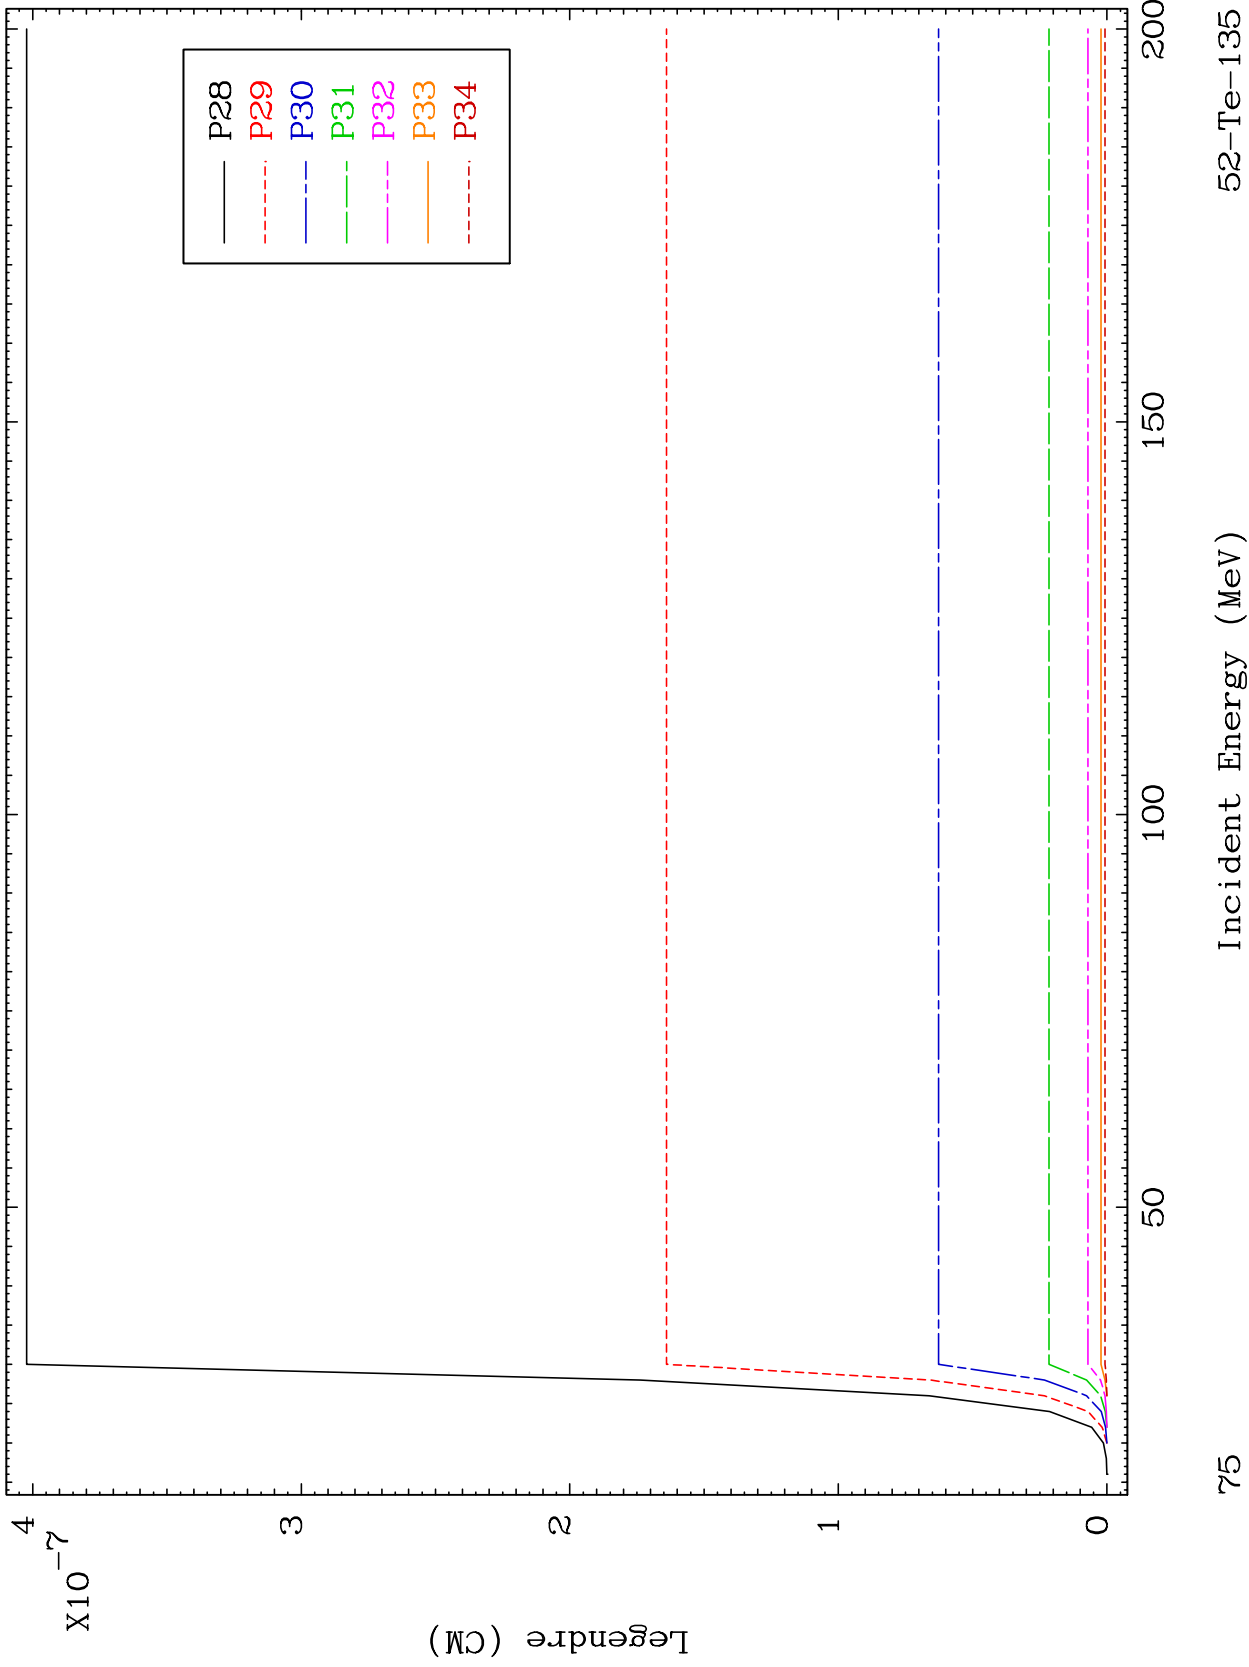 X10
-7
4
3
2
1
0
Legendre (CM)
P28
P29
P30
P31
P32
P33
P34
50
100
150
200
Incident Energy (MeV)
75
52-Te-135